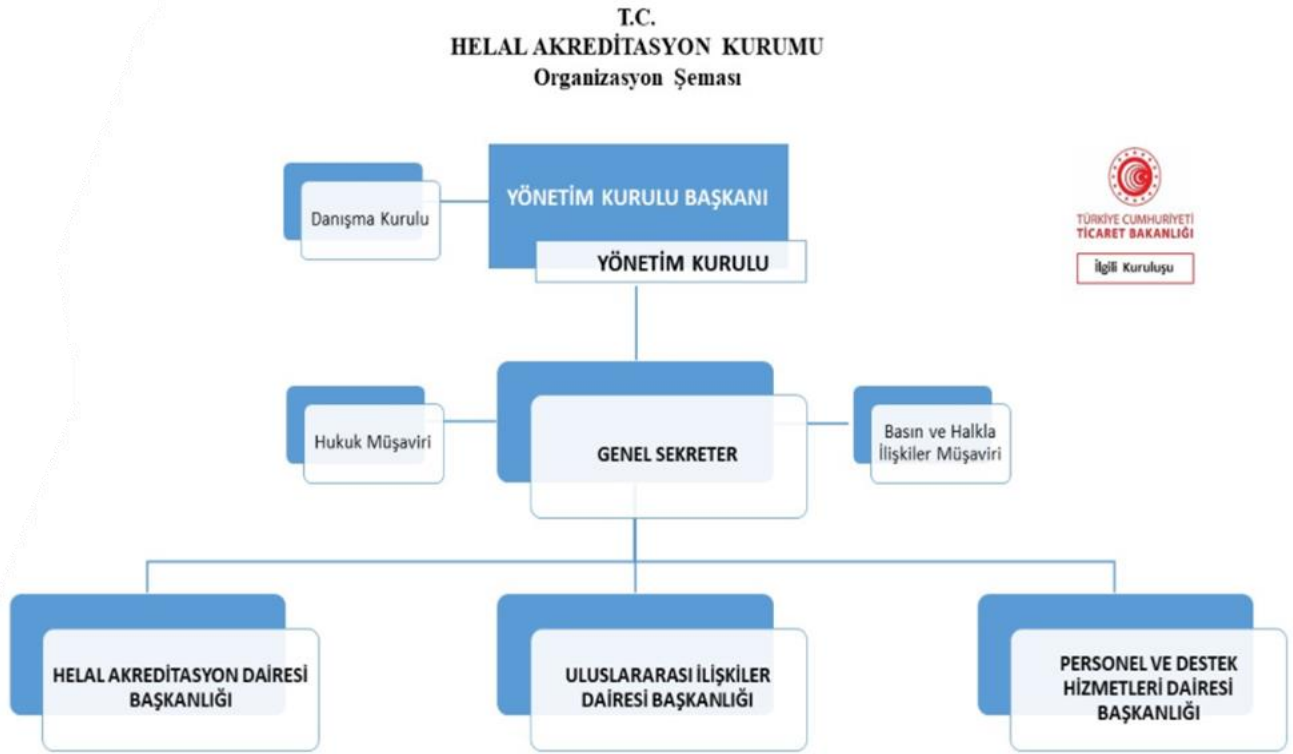 T.C.
HELAL AKREDİTASYON KURUMU
Organizasyon Şeması
YÖNETİM KURULU BAŞKANI
Danışma Kurulu
YÖNETİM KURULU
TÜRKİYE CUMHURİYETİ
TİCARET BAKANLIĞI
İlgili Kuruluşu
Hukuk Müşaviri
GENEL SEKRETER
Basın ve Halkla
İlişkiler Müşaviri
HELAL AKREDİTASYON DAİRESİ
BAŞKANLIĞI
ULUSLARARASI İLİŞKİLER
DAİRESİ BAŞKANLIĞI
PERSONEL VE DESTEK
HİZMETLERİ DAİRESİ
BAŞKANLIĞI